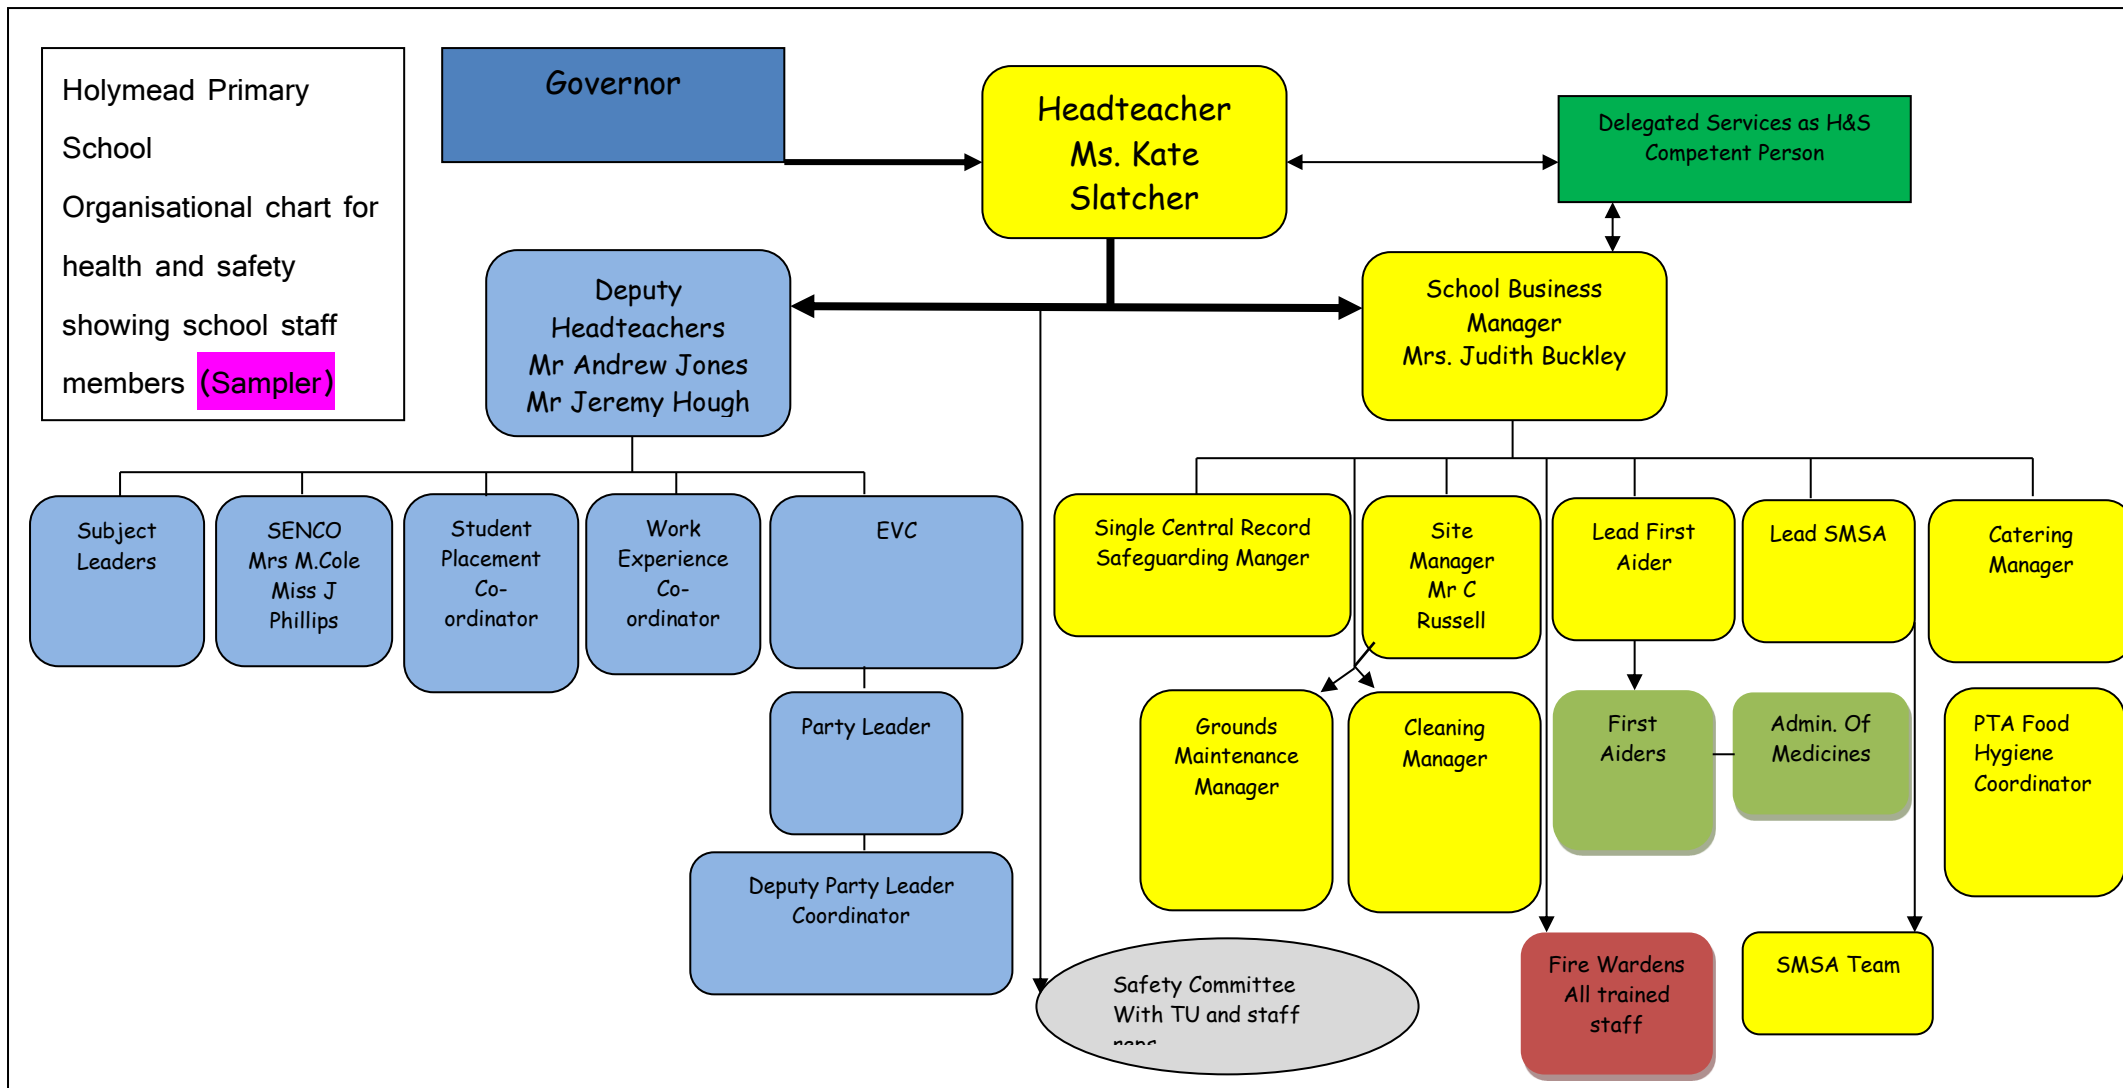 Holymead Primary
School
Organisational chart for
health and safety
showing school staff
members (Sampler)
Governor
Headteacher
Ms. Kate
Slatcher
Delegated Services as H&S
Competent Person
Deputy
Headteachers
Mr Andrew Jones
Mr Jeremy Hough
School Business
Manager
Mrs. Judith Buckley
Subject
Leaders
SENCO
Mrs M.Cole
Miss J
Phillips
Student
Placement
Co-
ordinator
Work
Experience
Co-
ordinator
EVC
Single Central Record
Safeguarding Manger
Site
Manager
Mr C
Russell
Lead First
Aider
Lead SMSA
Catering
Manager
Party Leader
Grounds
Maintenance
Manager
Cleaning
Manager
First
Aiders
Admin. Of
Medicines
PTA Food
Hygiene
Coordinator
Deputy Party Leader
Coordinator
Safety Committee
With TU and staff
reps
Fire Wardens
All trained
staff
SMSA Team